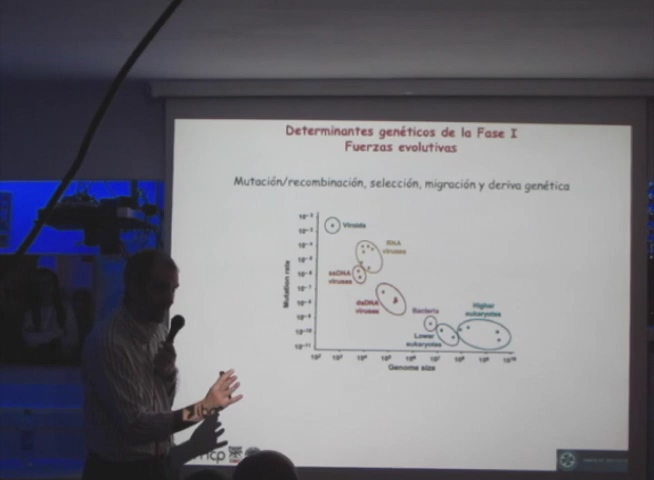 Determinantes genéticos de la Fase I
Fuerzas evolutivas
Mutación/recombinación, selección, migración y deriva genética
Viroids
RNA
viruses
ssDNA
viruses
dsDNA
viruses
Bacteria
Lower
eukaryotes
Higher
eukaryotes
Mutation rate
Genome size